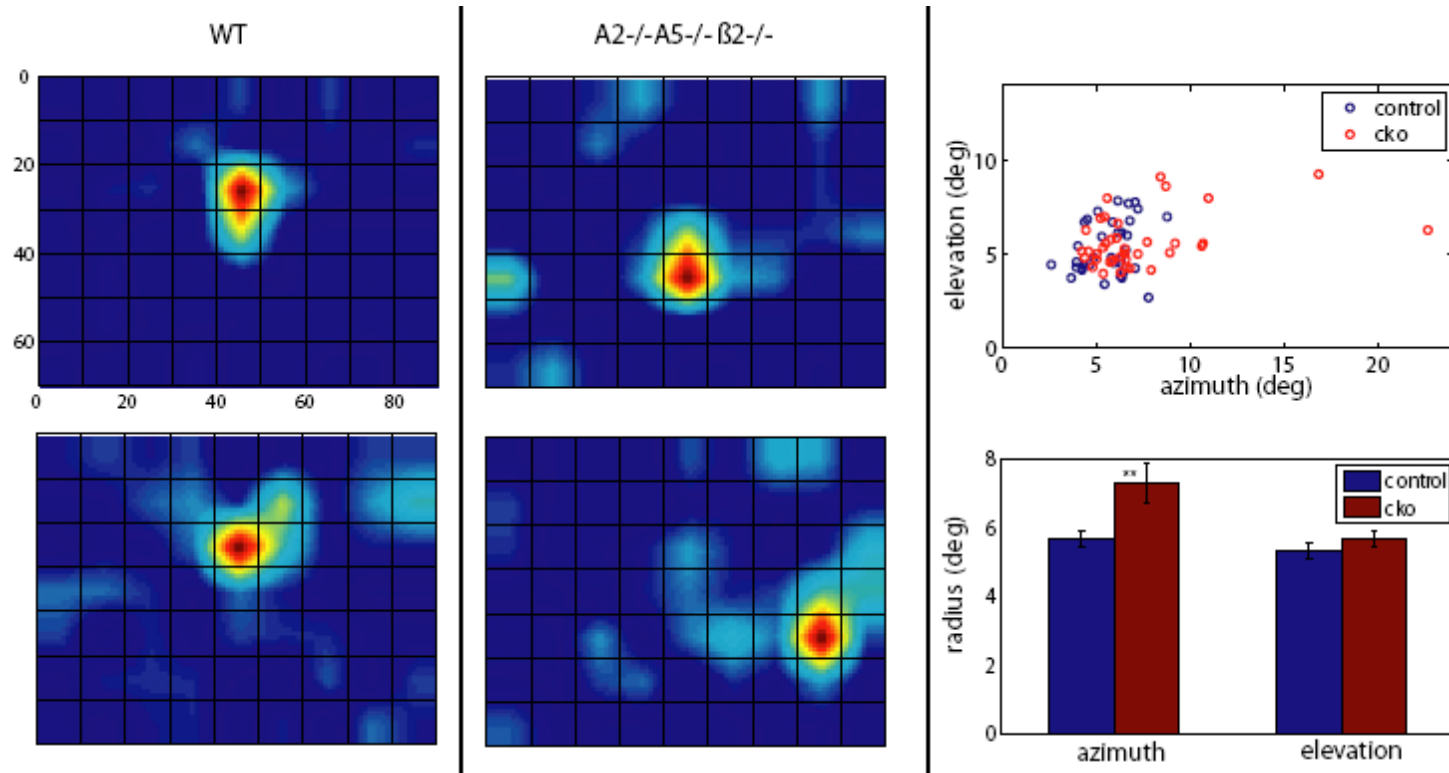 WT
0
20
40
60
0 20 40 60 80
A2-/-A5-/-ß2-/-
control
cko
elevation (deg)
10
5
0
0 5 10 15 20
azimuth (deg)
control
cko
**
radius (deg)
8
6
4
2
0
azimuth elevation